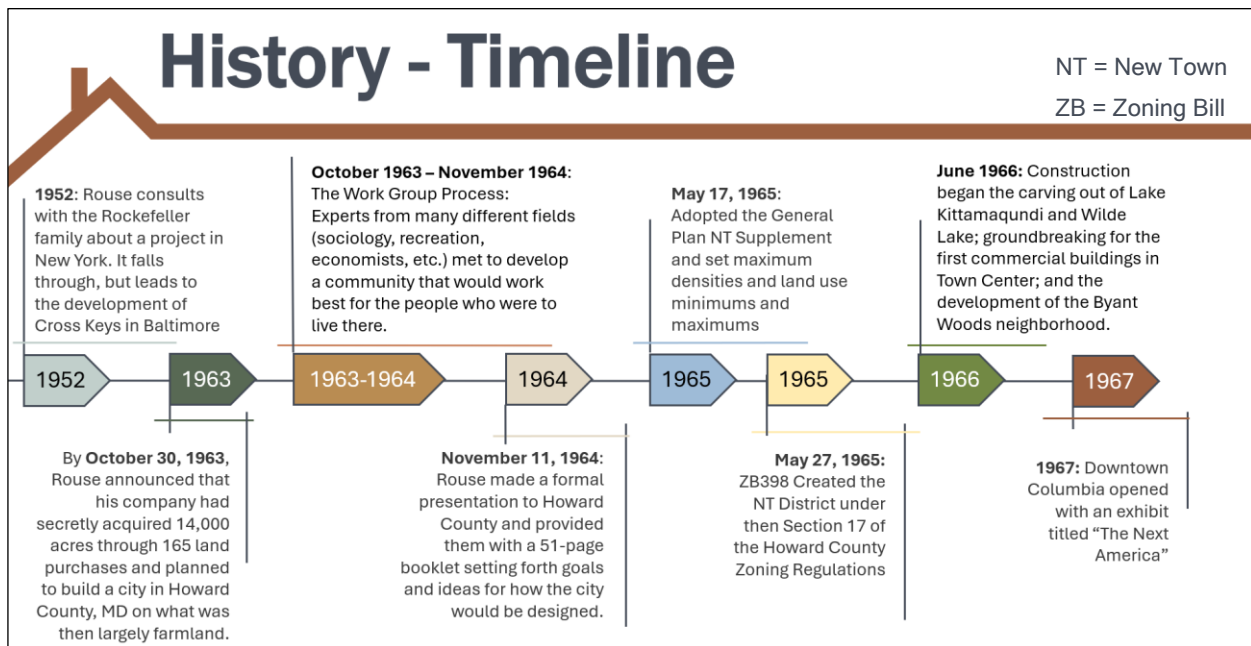 History - Timeline
NT = New Town
ZB = Zoning Bill
1952: Rouse consults
with the Rockefeller
family about a project in
New York. It falls
through, but leads to
the development of
Cross Keys in Baltimore
October 1963 – November 1964:
The Work Group Process:
Experts from many different fields
(sociology, recreation,
economists, etc.) met to develop
a community that would work
best for the people who were to
live there.
May 17, 1965:
Adopted the General
Plan NT Supplement
and set maximum
densities and land use
minimums and
maximums
June 1966: Construction
began the carving out of Lake
Kittamaqundi and Wilde
Lake; groundbreaking for the
first commercial buildings in
Town Center; and the
development of the Byant
Woods neighborhood.
1952
1963
1963-1964
1964
1965
1965
1966
1967
By October 30, 1963,
Rouse announced that
his company had
secretly acquired 14,000
acres through 165 land
purchases and planned
to build a city in Howard
County, MD on what was
then largely farmland.
November 11, 1964:
Rouse made a formal
presentation to Howard
County and provided
them with a 51-page
booklet setting forth goals
and ideas for how the city
would be designed.
May 27, 1965:
ZB398 Created the
NT District under
then Section 17 of
the Howard County
Zoning Regulations
1967: Downtown
Columbia opened
with an exhibit
titled “The Next
America”